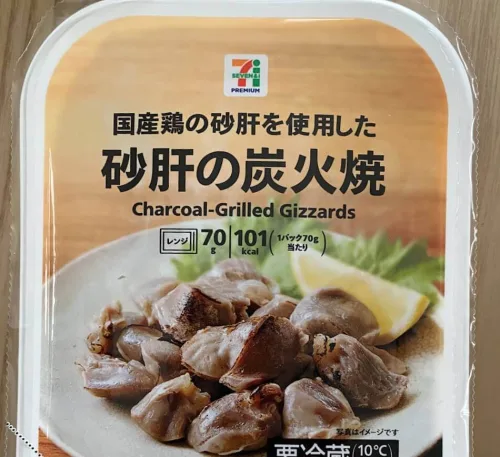 7i
SEVEN&i
PREMIUM
国産鶏の砂肝を使用した
砂肝の炭火焼
Charcoal-Grilled Gizzards
レンジ 70g 101kcal (1パック70g当たり)
写真はイメージです
要冷蔵 (10℃